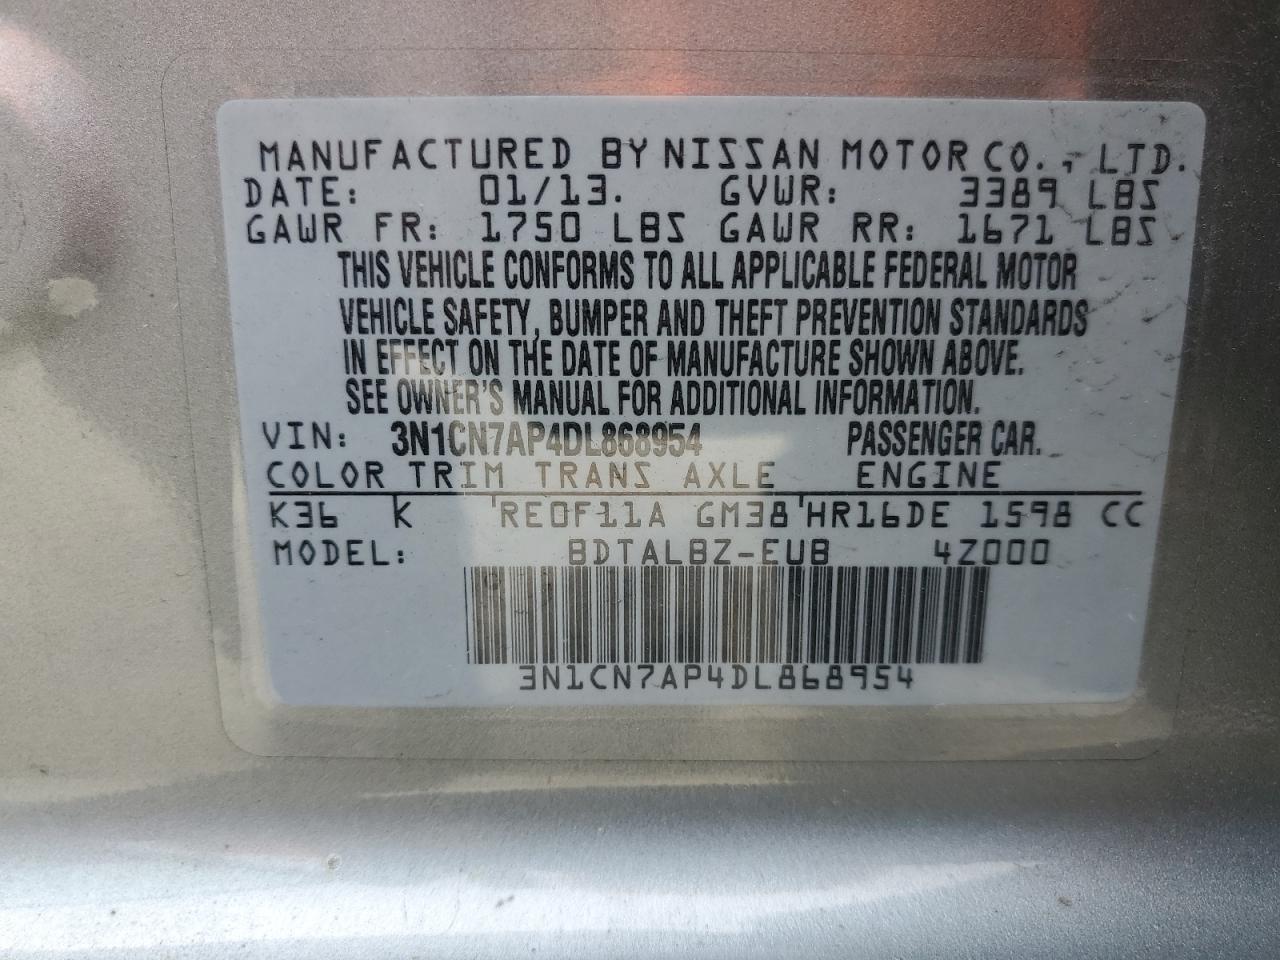 MANUFACTURED BY NISSAN MOTOR CO., LTD.
DATE: 01/13. GVWR: 3389 LBS
GAWR FR: 1750 LBS GAWR RR: 1671 LBS
THIS VEHICLE CONFORMS TO ALL APPLICABLE FEDERAL MOTOR
VEHICLE SAFETY, BUMPER AND THEFT PREVENTION STANDARDS
IN EFFECT ON THE DATE OF MANUFACTURE SHOWN ABOVE.
SEE OWNER'S MANUAL FOR ADDITIONAL INFORMATION.
VIN: 3N1CN7AP4DL868954 PASSENGER CAR.
COLOR TRIM TRANS AXLE ENGINE
K36 K RE0F11A GM38 HR16DE 1598 CC
MODEL: BDTALBZ-EUB 4Z000
3N1CN7AP4DL868954